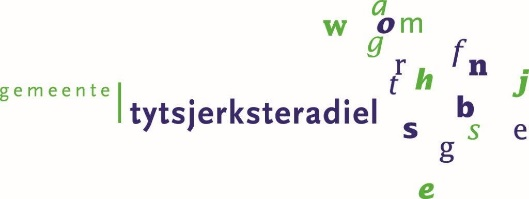 gemeente
tytsjerksteradiel
a
w o m
g
f
r n
t h j
b
s s e
g
e